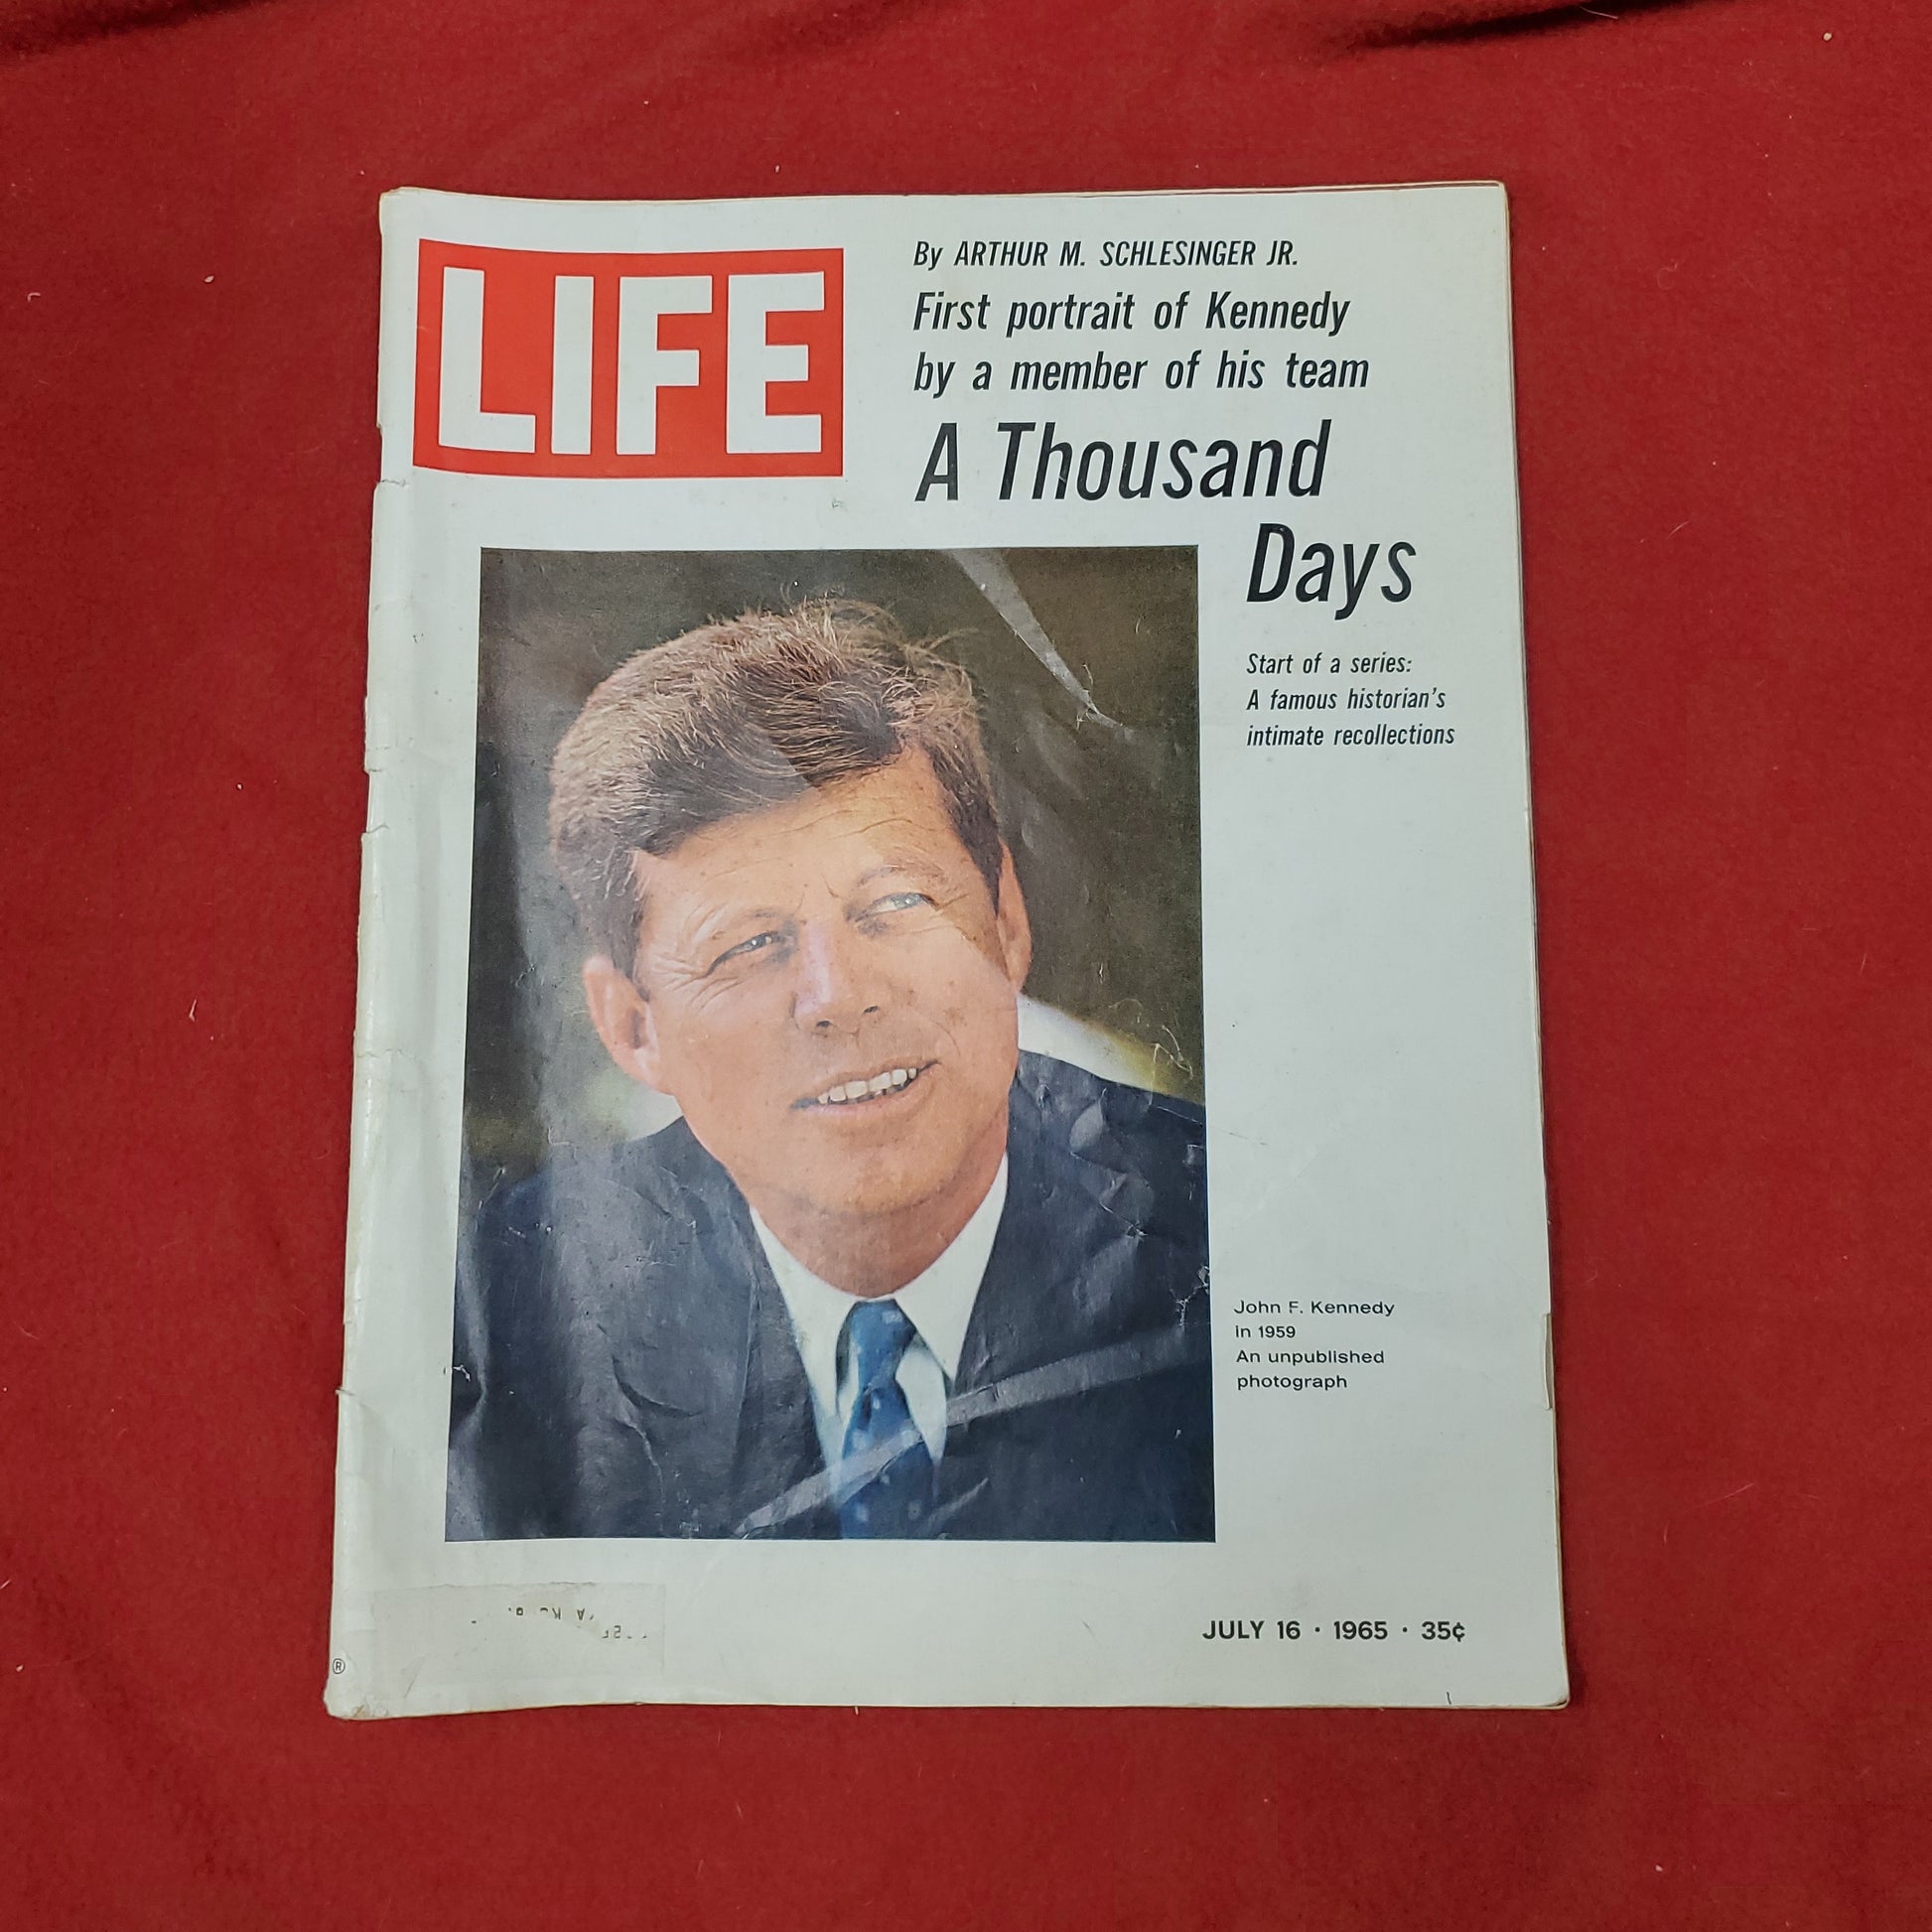 LIFE
By ARTHUR M. SCHLESINGER JR.
First portrait of Kennedy
by a member of his team
A Thousand
Days
Start of a series:
A famous historian's
intimate recollections
John F. Kennedy
in 1959
An unpublished
photograph
JULY 16 · 1965 · 35¢
®